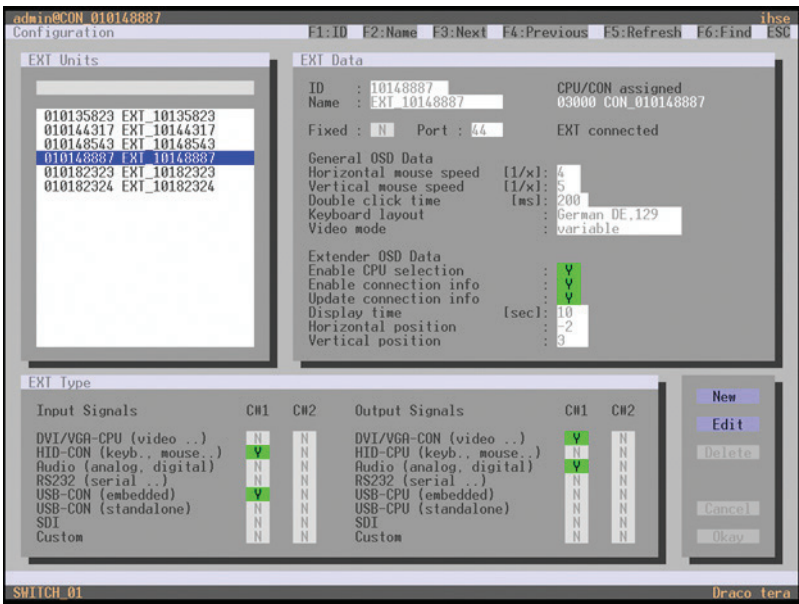 admin@CON_010148887 ihse
Configuration F1:ID F2:Name F3:Next F4:Previous F5:Refresh F6:Find ESC
EXT Units
010135823 EXT_10135823
010144317 EXT_10144317
010148543 EXT_10148543
010148887 EXT_10148887
010182323 EXT_10182323
010182324 EXT_10182324
EXT Data
ID : 10148887 CPU/CON assigned
Name : EXT_10148887 03000 CON_010148887
Fixed : N Port : 44 EXT connected
General OSD Data
Horizontal mouse speed [1/x]: 4
Vertical mouse speed [1/x]: 5
Double click time [ms]: 200
Keyboard layout : German DE,129
Video mode : variable
Extender OSD Data
Enable CPU selection : Y
Enable connection info : Y
Update connection info : Y
Display time [sec]: 10
Horizontal position : -2
Vertical position : 3
EXT Type
Input Signals C#1 C#2 Output Signals C#1 C#2
DVI/VGA-CPU (video ..) N N DVI/VGA-CON (video ..) Y N
HID-CON (keyb., mouse..) Y N HID-CPU (keyb., mouse..) N N
Audio (analog, digital) N N Audio (analog, digital) Y N
RS232 (serial ..) N N RS232 (serial ..) N N
USB-CON (embedded) Y N USB-CPU (embedded) N N
USB-CON (standalone) N N USB-CPU (standalone) N N
SDI N N SDI N N
Custom N N Custom N N
New
Edit
Delete
Cancel
Okay
SWITCH_01 Draco tera